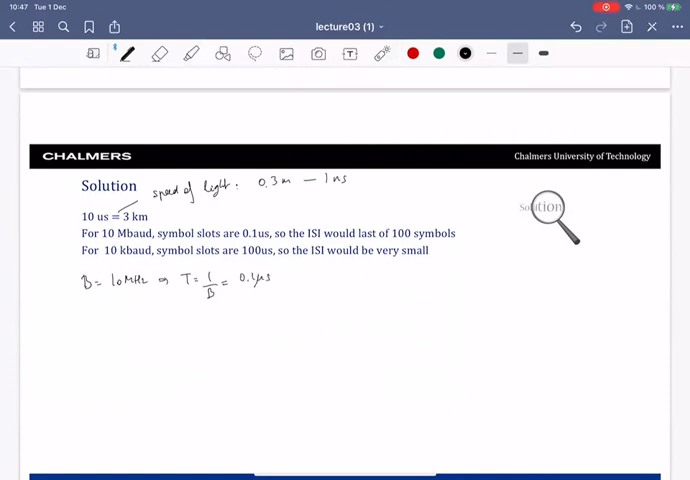 10:47 Tue 1 Dec
100 %
lecture03 (1)
CHALMERS
Chalmers University of Technology
Solution
speed of light: 0.3m — 1ns
Solution
10 us = 3 km
For 10 Mbaud, symbol slots are 0.1us, so the ISI would last of 100 symbols
For 10 kbaud, symbol slots are 100us, so the ISI would be very small
B = 10 MHz ⇒ T = 1/B = 0.1μs